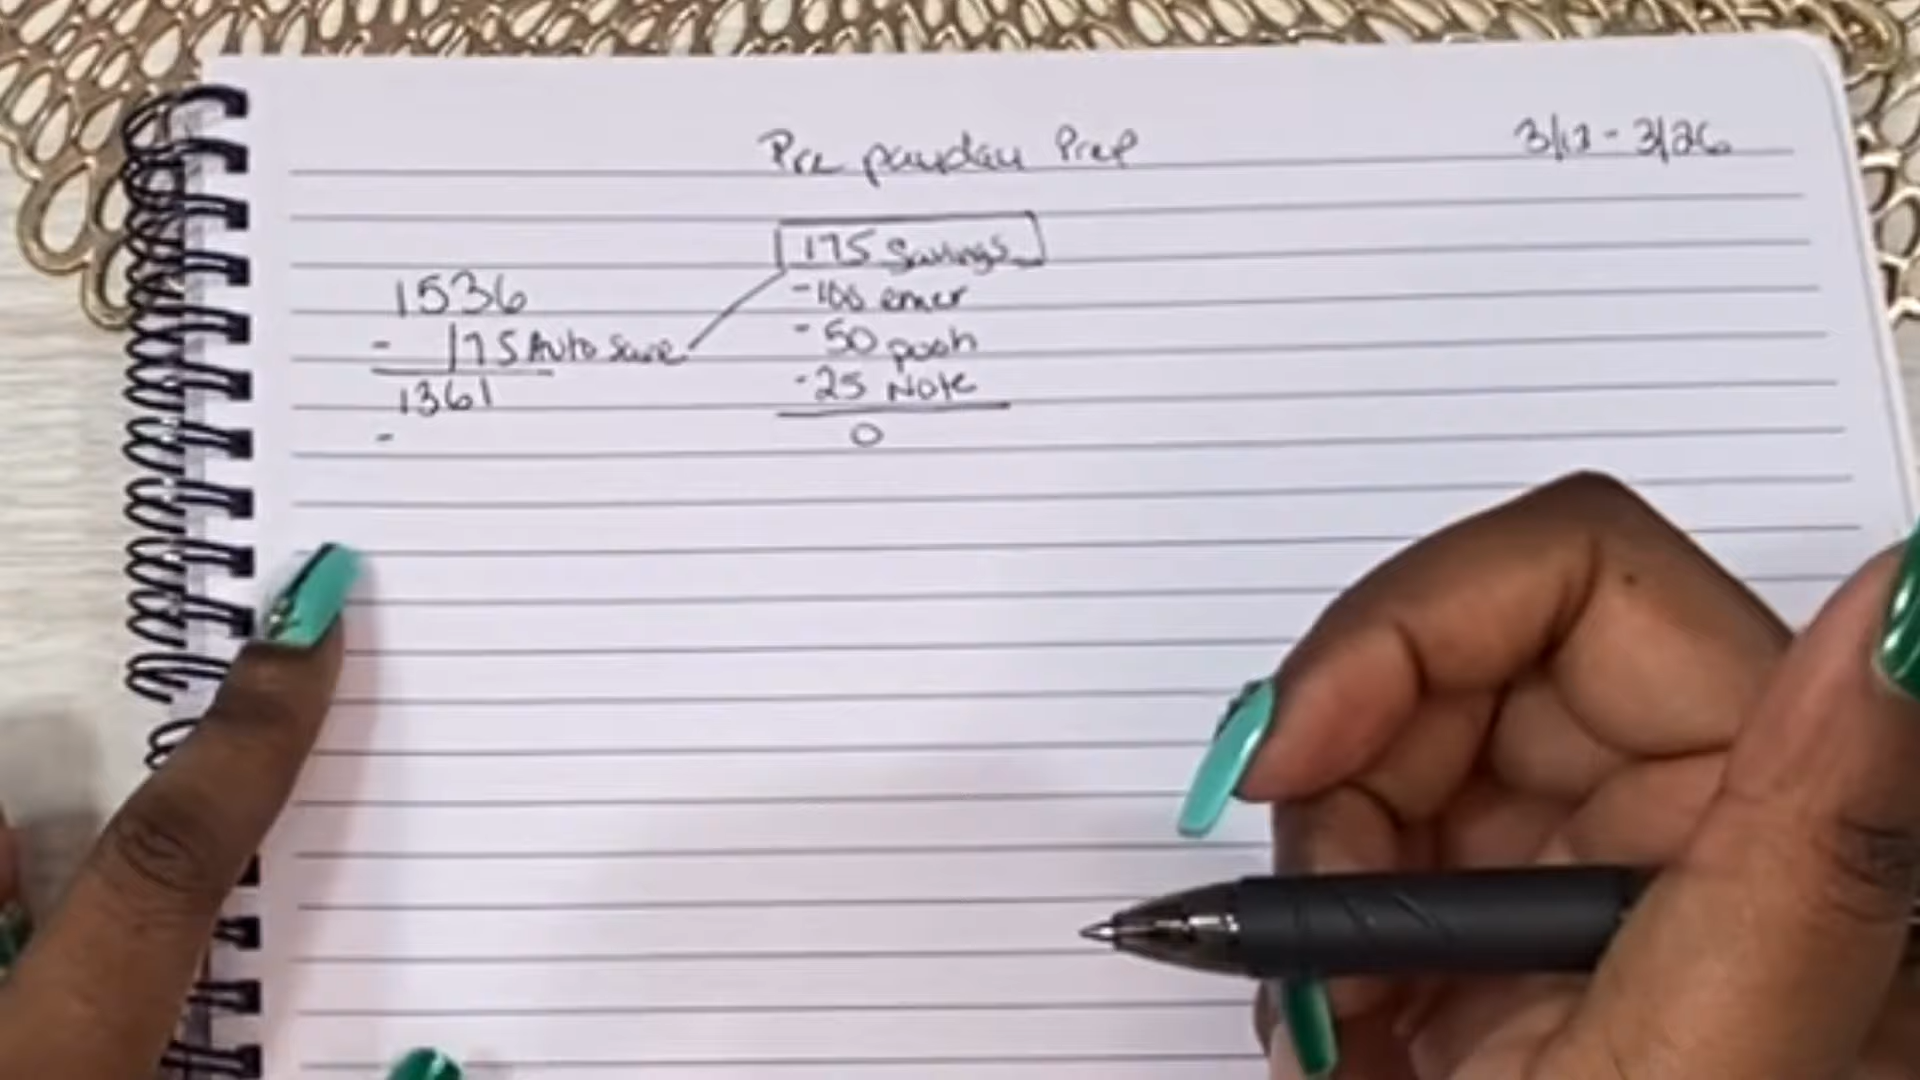 Pre payday Prep
3/12 - 3/26
1536
- 175 Auto Save
1361
-
175 Savings
-100 emer
-50 push
-25 Note
0